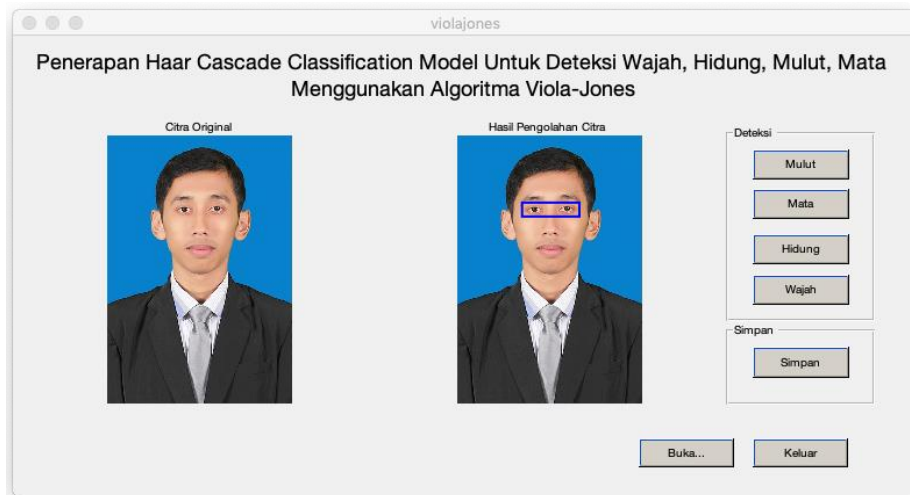 violajones
Penerapan Haar Cascade Classification Model Untuk Deteksi Wajah, Hidung, Mulut, Mata
Menggunakan Algoritma Viola-Jones
Citra Original
Hasil Pengolahan Citra
Deteksi
Mulut
Mata
Hidung
Wajah
Simpan
Simpan
Buka...
Keluar